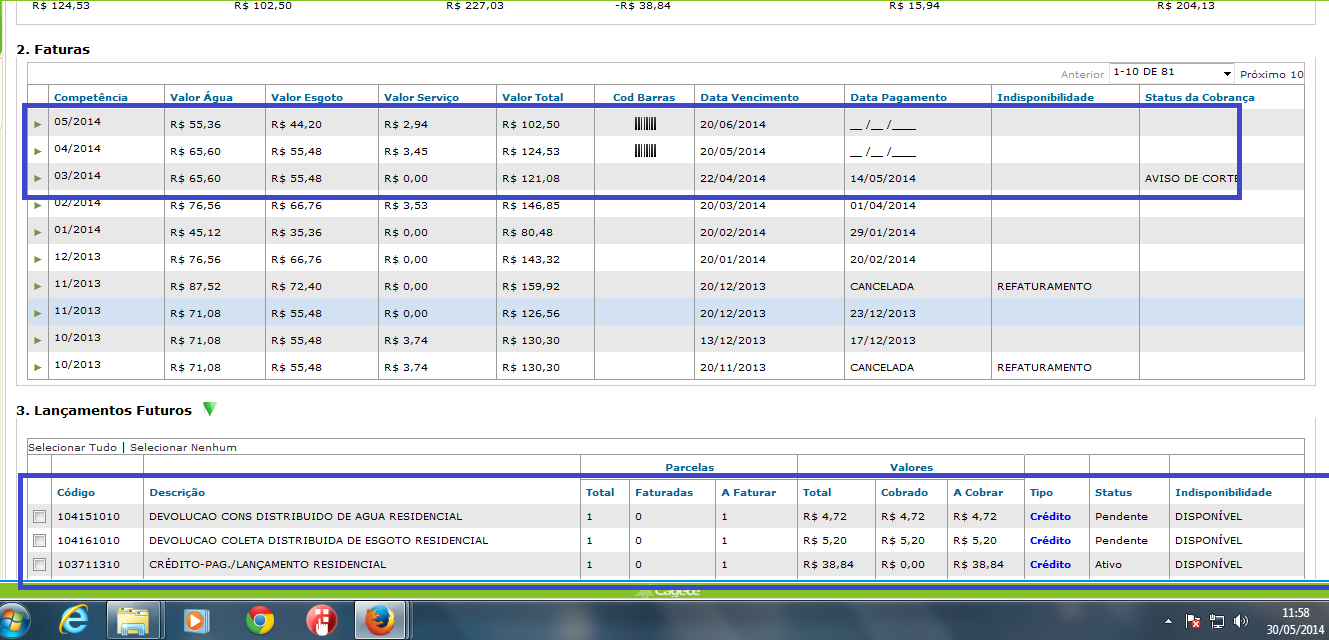 R$ 124,53 R$ 102,50 R$ 227,03 -R$ 38,84 R$ 15,94 R$ 204,13
2. Faturas
Anterior 1-10 DE 81 Próximo 10
Competência Valor Água Valor Esgoto Valor Serviço Valor Total Cod Barras Data Vencimento Data Pagamento Indisponibilidade Status da Cobrança
05/2014 R$ 55,36 R$ 44,20 R$ 2,94 R$ 102,50 20/06/2014 __ /__ /____
04/2014 R$ 65,60 R$ 55,48 R$ 3,45 R$ 124,53 20/05/2014 __ /__ /____
03/2014 R$ 65,60 R$ 55,48 R$ 0,00 R$ 121,08 22/04/2014 14/05/2014 AVISO DE CORTE
02/2014 R$ 76,56 R$ 66,76 R$ 3,53 R$ 146,85 20/03/2014 01/04/2014
01/2014 R$ 45,12 R$ 35,36 R$ 0,00 R$ 80,48 20/02/2014 29/01/2014
12/2013 R$ 76,56 R$ 66,76 R$ 0,00 R$ 143,32 20/01/2014 20/02/2014
11/2013 R$ 87,52 R$ 72,40 R$ 0,00 R$ 159,92 20/12/2013 CANCELADA REFATURAMENTO
11/2013 R$ 71,08 R$ 55,48 R$ 0,00 R$ 126,56 20/12/2013 23/12/2013
10/2013 R$ 71,08 R$ 55,48 R$ 3,74 R$ 130,30 13/12/2013 17/12/2013
10/2013 R$ 71,08 R$ 55,48 R$ 3,74 R$ 130,30 20/11/2013 CANCELADA REFATURAMENTO
3. Lançamentos Futuros
Selecionar Tudo | Selecionar Nenhum
Parcelas Valores
Código Descrição Total Faturadas A Faturar Total Cobrado A Cobrar Tipo Status Indisponibilidade
104151010 DEVOLUCAO CONS DISTRIBUIDO DE AGUA RESIDENCIAL 1 0 1 R$ 4,72 R$ 4,72 R$ 4,72 Crédito Pendente DISPONÍVEL
104161010 DEVOLUCAO COLETA DISTRIBUIDA DE ESGOTO RESIDENCIAL 1 0 1 R$ 5,20 R$ 5,20 R$ 5,20 Crédito Pendente DISPONÍVEL
103711310 CRÉDITO-PAG./LANÇAMENTO RESIDENCIAL 1 0 1 R$ 38,84 R$ 0,00 R$ 38,84 Crédito Ativo DISPONÍVEL
Cagece
11:58
30/05/2014